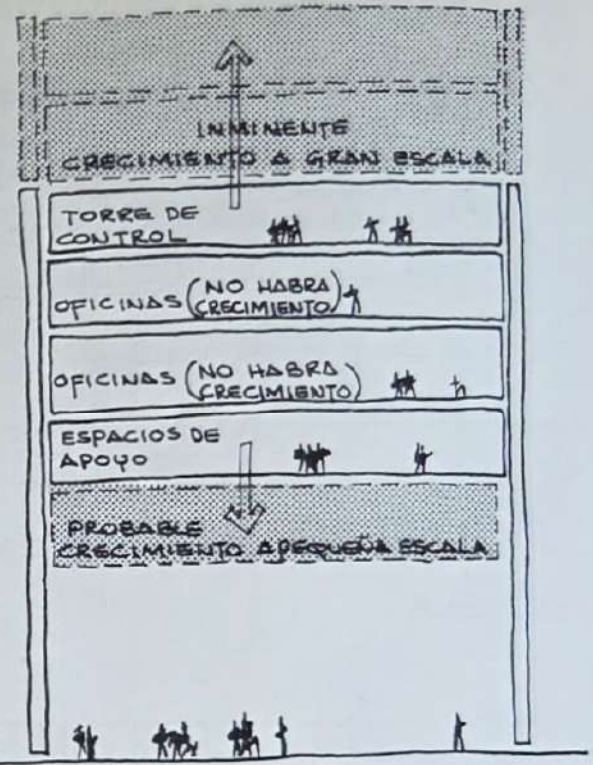 INMINENTE
CRECIMIENTO A GRAN ESCALA
TORRE DE
CONTROL
OFICINAS (NO HABRA
CRECIMIENTO)
OFICINAS (NO HABRA
CRECIMIENTO)
ESPACIOS DE
APOYO
PROBABLE
CRECIMIENTO A PEQUEÑA ESCALA